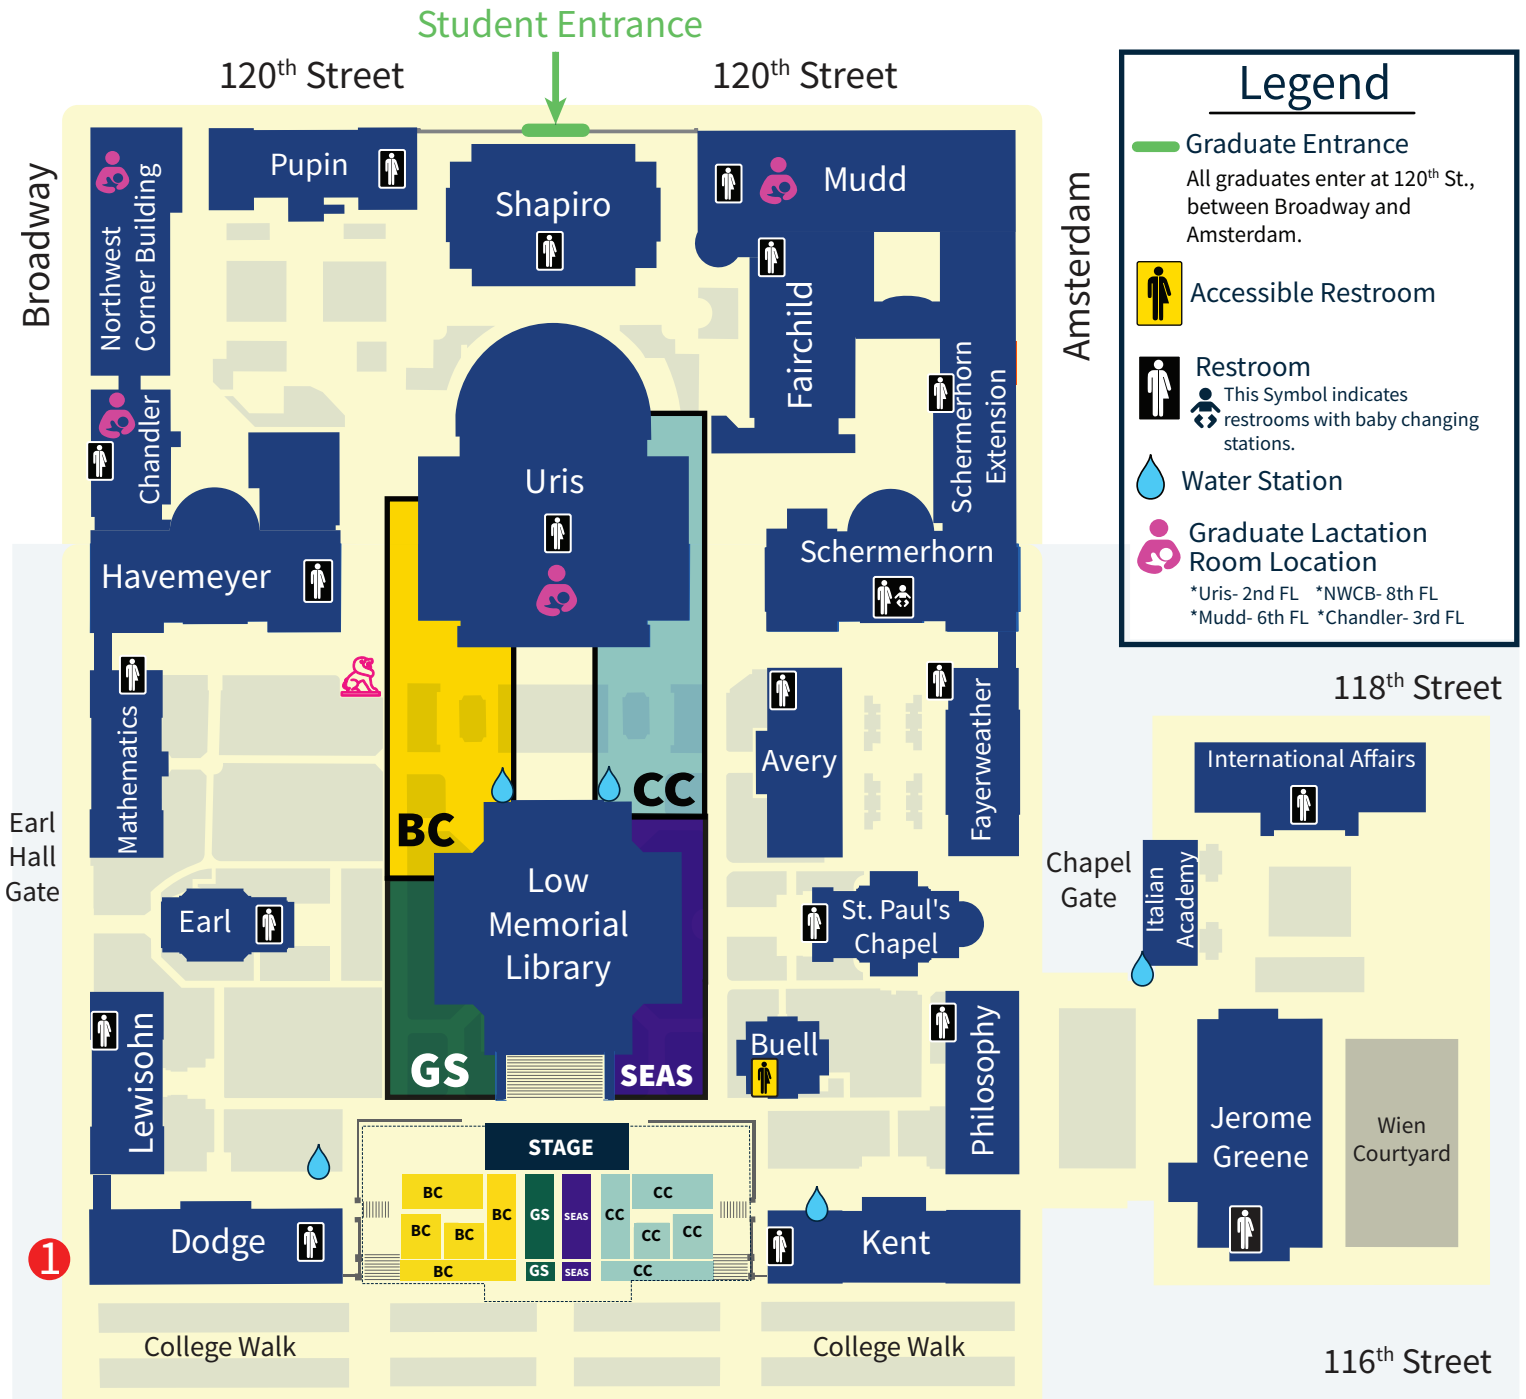 Student Entrance
120th Street
120th Street
Broadway
Amsterdam
Pupin
Shapiro
Mudd
Northwest
Corner Building
Fairchild
Chandler
Schermerhorn
Extension
Uris
Havemeyer
Schermerhorn
Mathematics
Avery
Fayerweather
BC
CC
Earl
Hall
Gate
Low
Memorial
Library
Earl
St. Paul's
Chapel
Chapel
Gate
Lewisohn
GS
SEAS
Buell
Philosophy
STAGE
BC
BC
BC
BC
BC
GS
GS
SEAS
SEAS
CC
CC
CC
CC
CC
1
Dodge
Kent
College Walk
College Walk
Legend
Graduate Entrance
All graduates enter at 120th St.,
between Broadway and
Amsterdam.
Accessible Restroom
Restroom
This Symbol indicates
restrooms with baby changing
stations.
Water Station
Graduate Lactation
Room Location
*Uris- 2nd FL *NWCB- 8th FL
*Mudd- 6th FL *Chandler- 3rd FL
118th Street
International Affairs
Italian
Academy
Jerome
Greene
Wien
Courtyard
116th Street